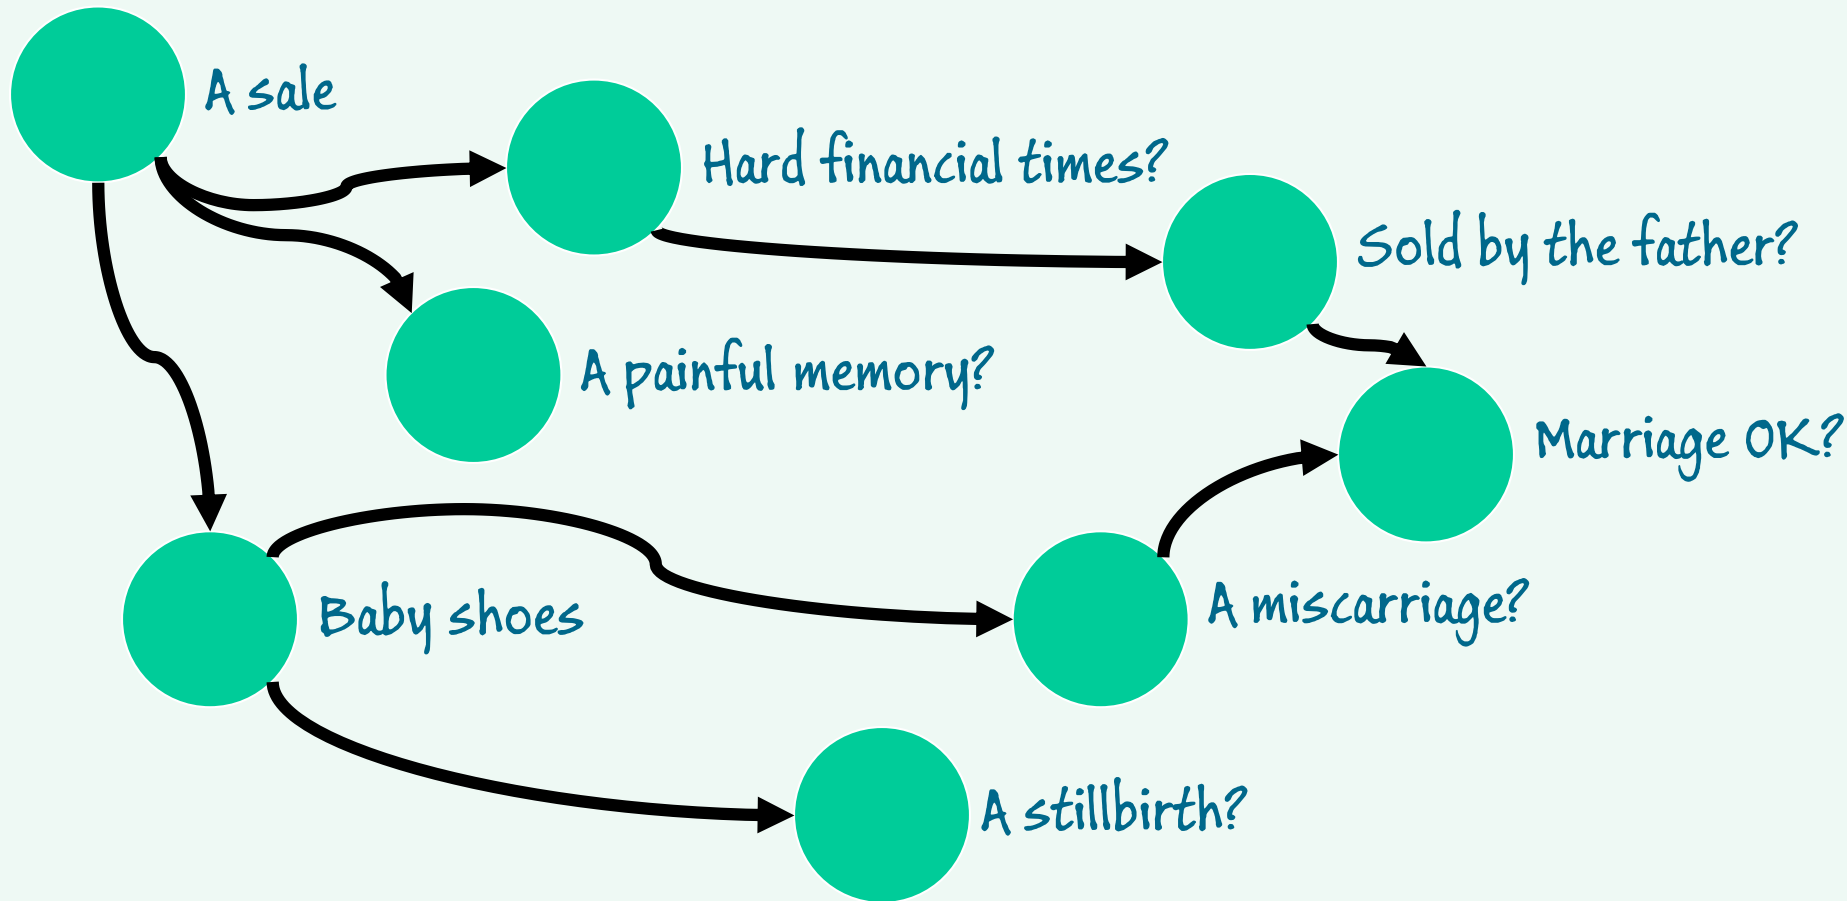 A sale
Hard financial times?
Sold by the father?
A painful memory?
Marriage OK?
Baby shoes
A miscarriage?
A stillbirth?